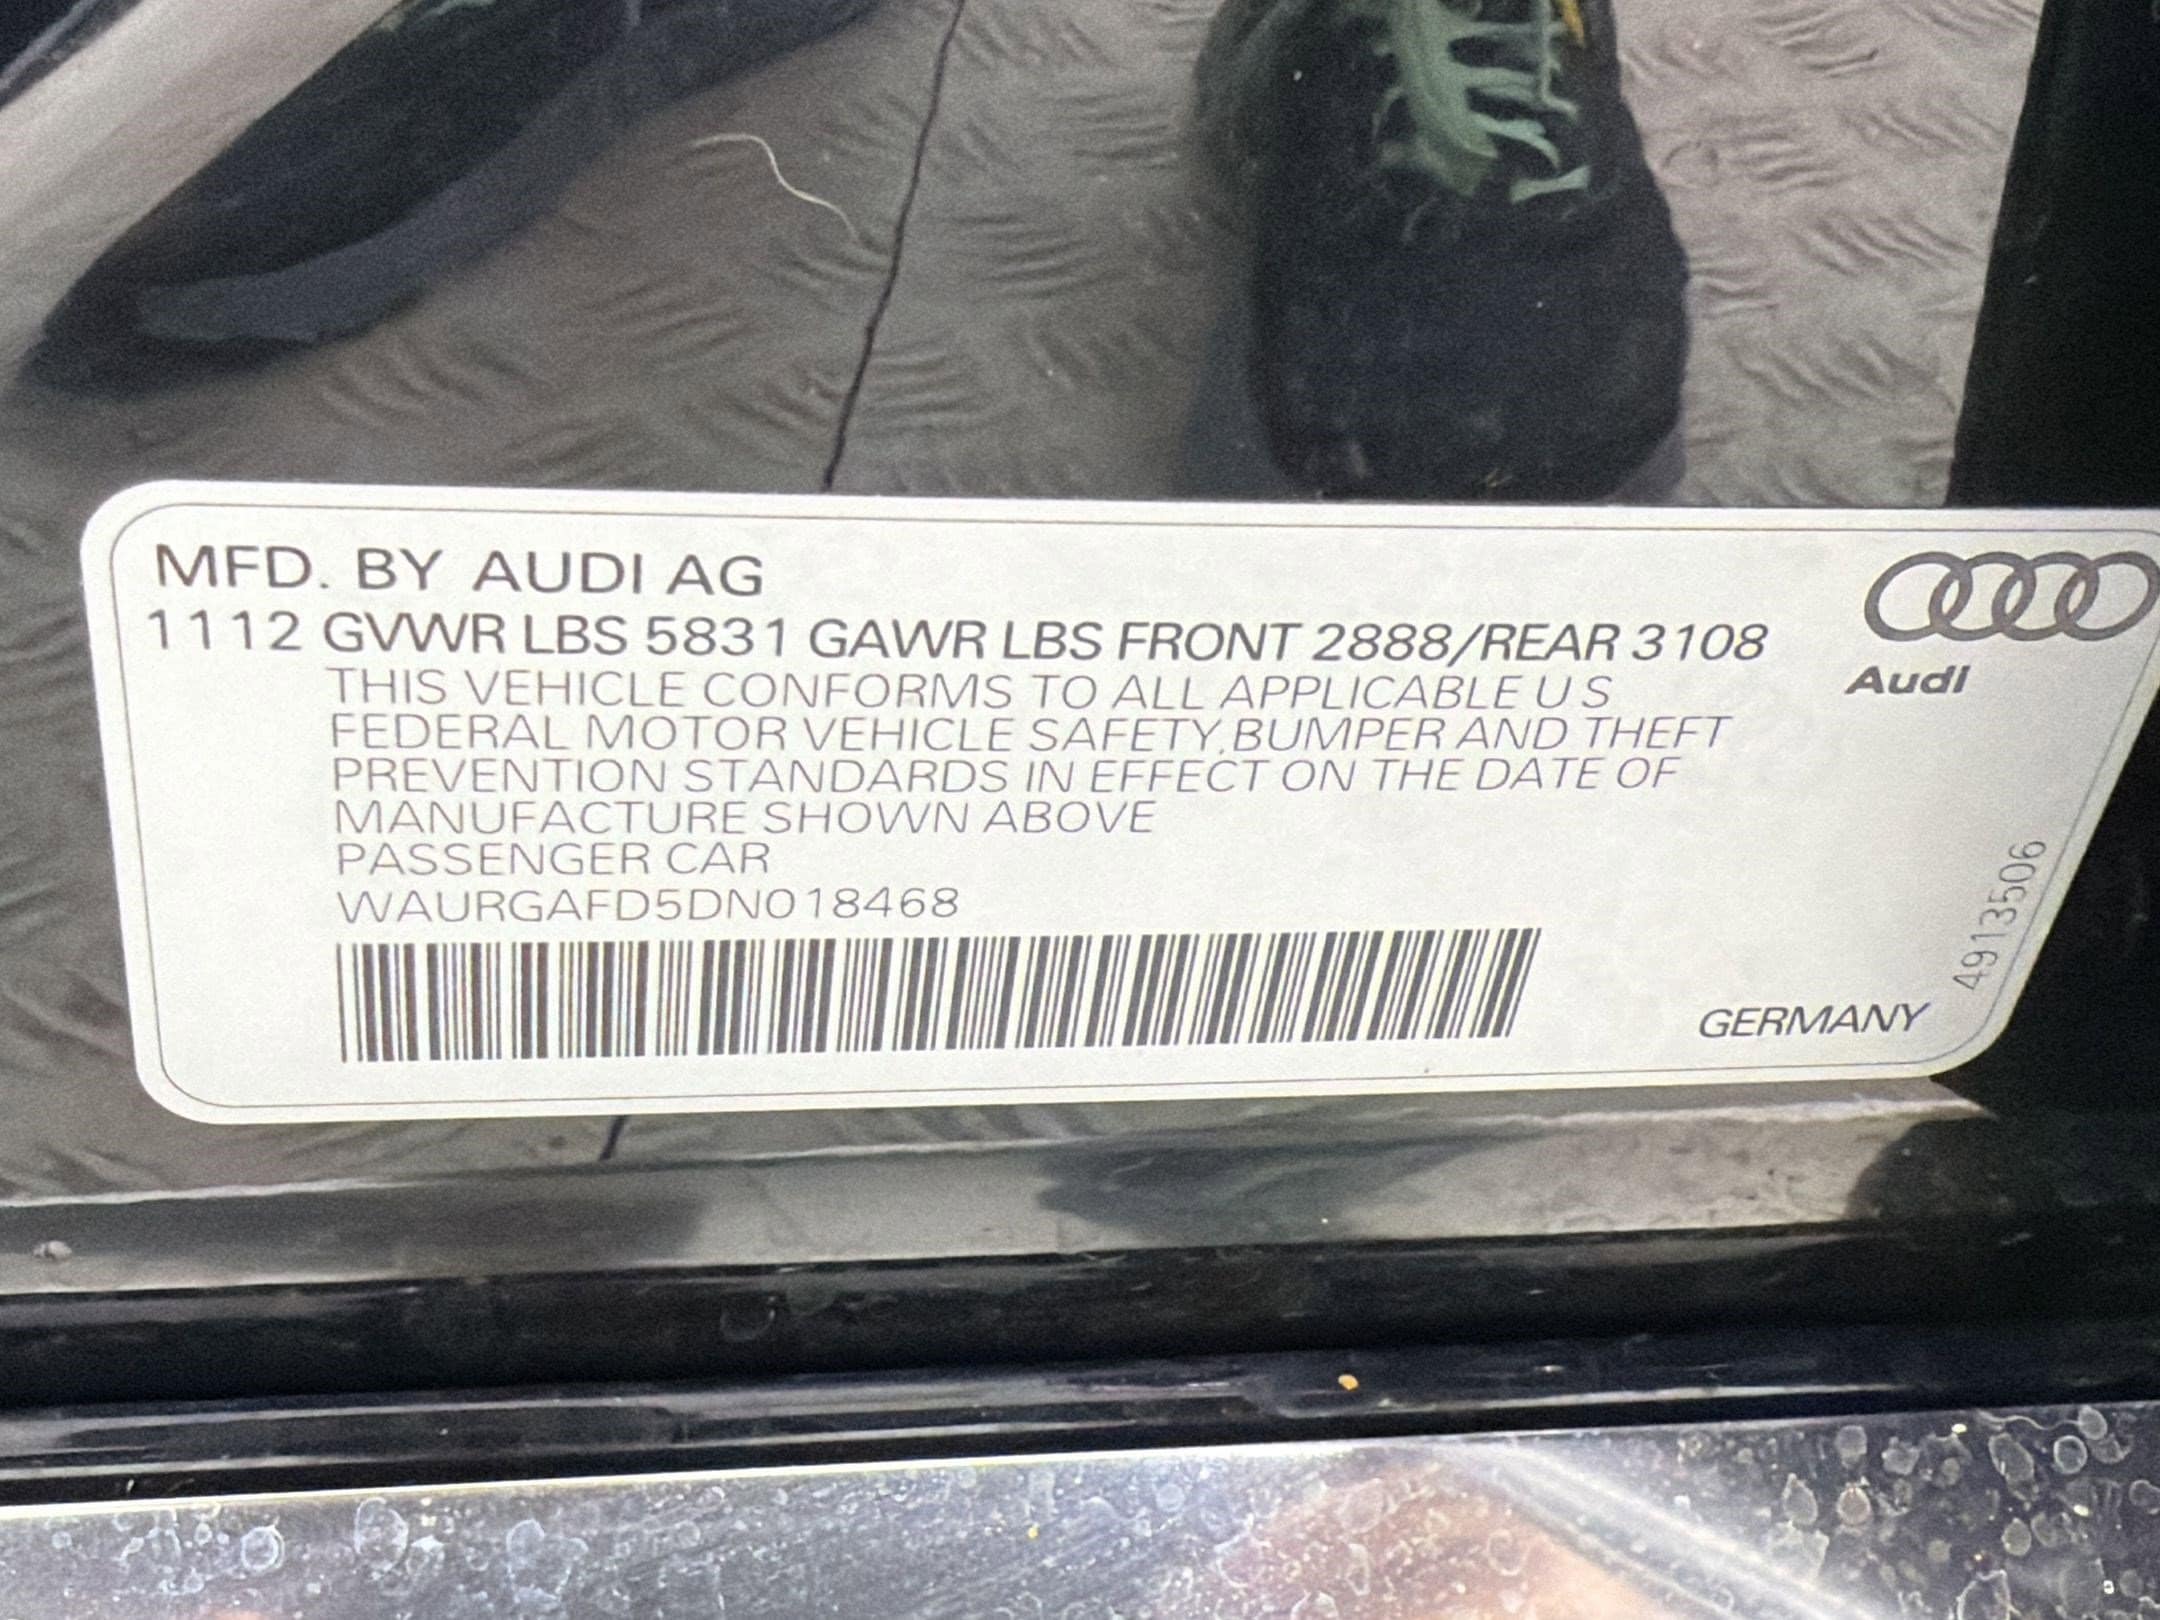 MFD. BY AUDI AG
1112 GVWR LBS 5831 GAWR LBS FRONT 2888/REAR 3108
THIS VEHICLE CONFORMS TO ALL APPLICABLE U S
FEDERAL MOTOR VEHICLE SAFETY,BUMPER AND THEFT
PREVENTION STANDARDS IN EFFECT ON THE DATE OF
MANUFACTURE SHOWN ABOVE
PASSENGER CAR
WAURGAFD5DN018468
Audi
GERMANY
4913506